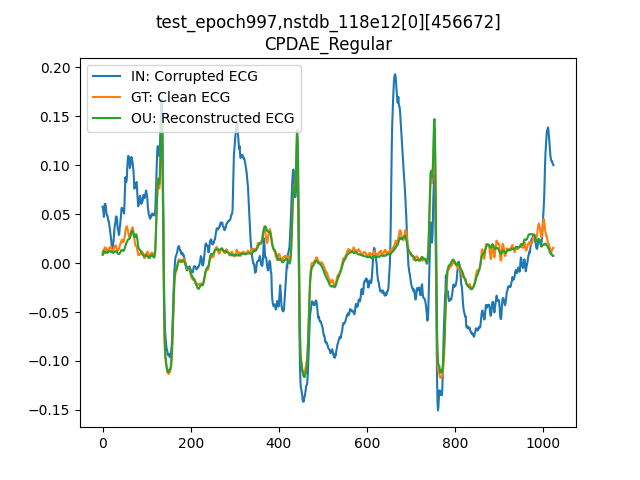 test_epoch997,nstdb_118e12[0][456672]
CPDAE_Regular
IN: Corrupted ECG
GT: Clean ECG
OU: Reconstructed ECG
0.20
0.15
0.10
0.05
0.00
−0.05
−0.10
−0.15
0 200 400 600 800 1000